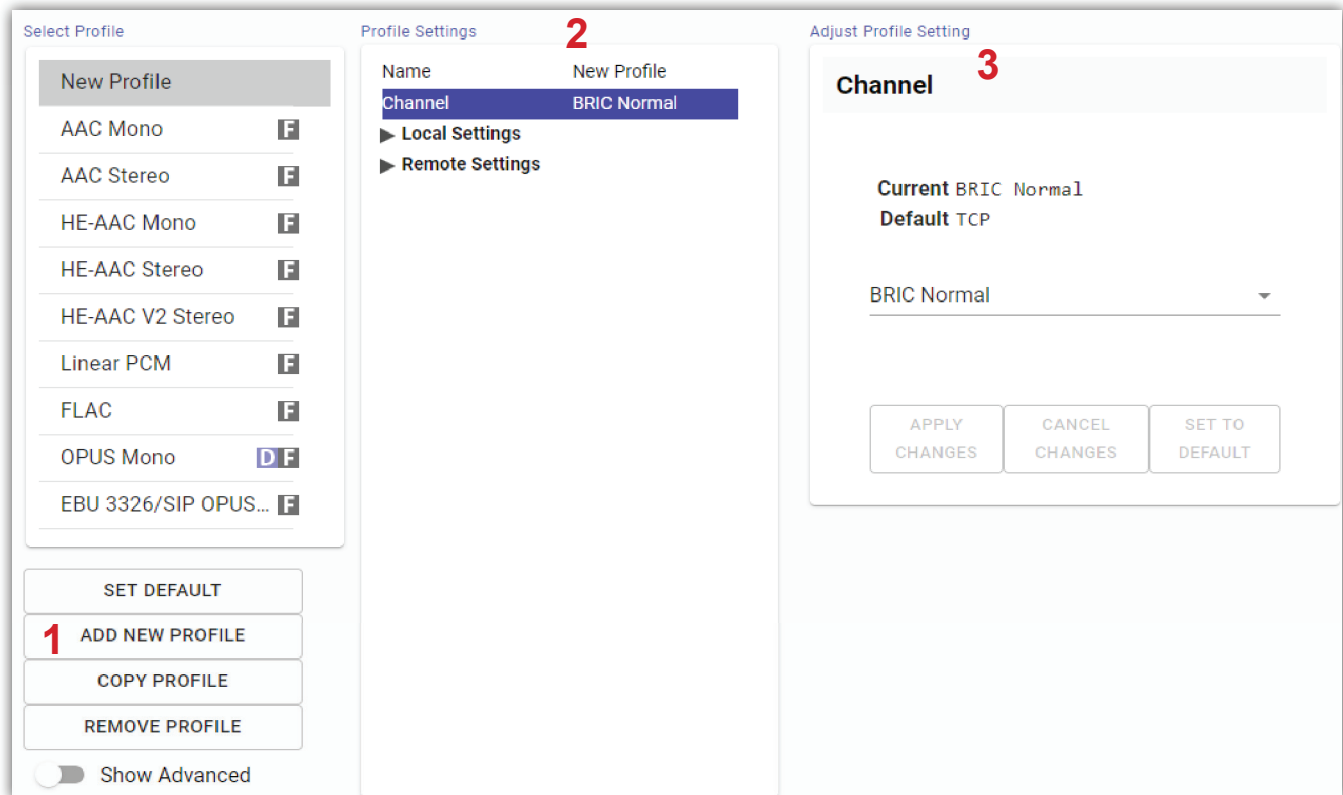 Select Profile
New Profile
AAC Mono F
AAC Stereo F
HE-AAC Mono F
HE-AAC Stereo F
HE-AAC V2 Stereo F
Linear PCM F
FLAC F
OPUS Mono D F
EBU 3326/SIP OPUS... F
SET DEFAULT
1 ADD NEW PROFILE
COPY PROFILE
REMOVE PROFILE
Show Advanced
Profile Settings 2
Name New Profile
Channel BRIC Normal
Local Settings
Remote Settings
Adjust Profile Setting
3
Channel
Current BRIC Normal
Default TCP
BRIC Normal
APPLY
CHANGES
CANCEL
CHANGES
SET TO
DEFAULT